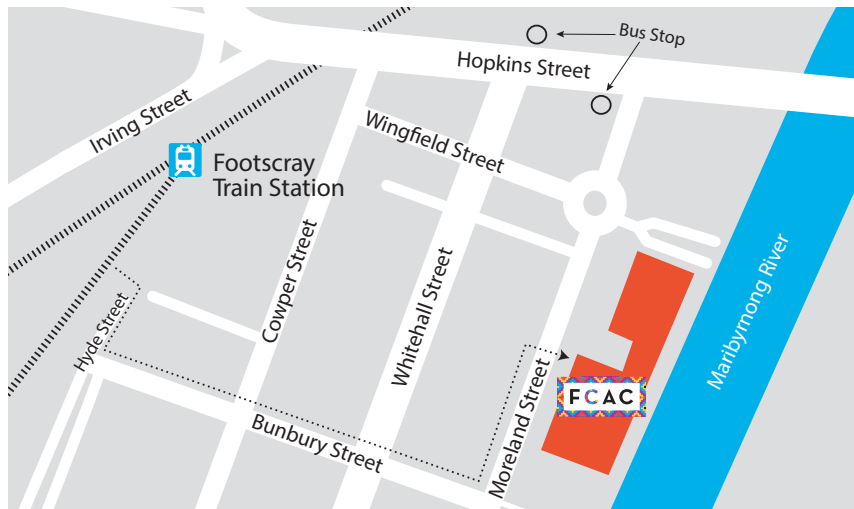 Bus Stop
Hopkins Street
Irving Street
Wingfield Street
Footscray
Train Station
Cowper Street
Whitehall Street
Maribyrnong River
Hyde Street
Moreland Street
FCAC
Bunbury Street